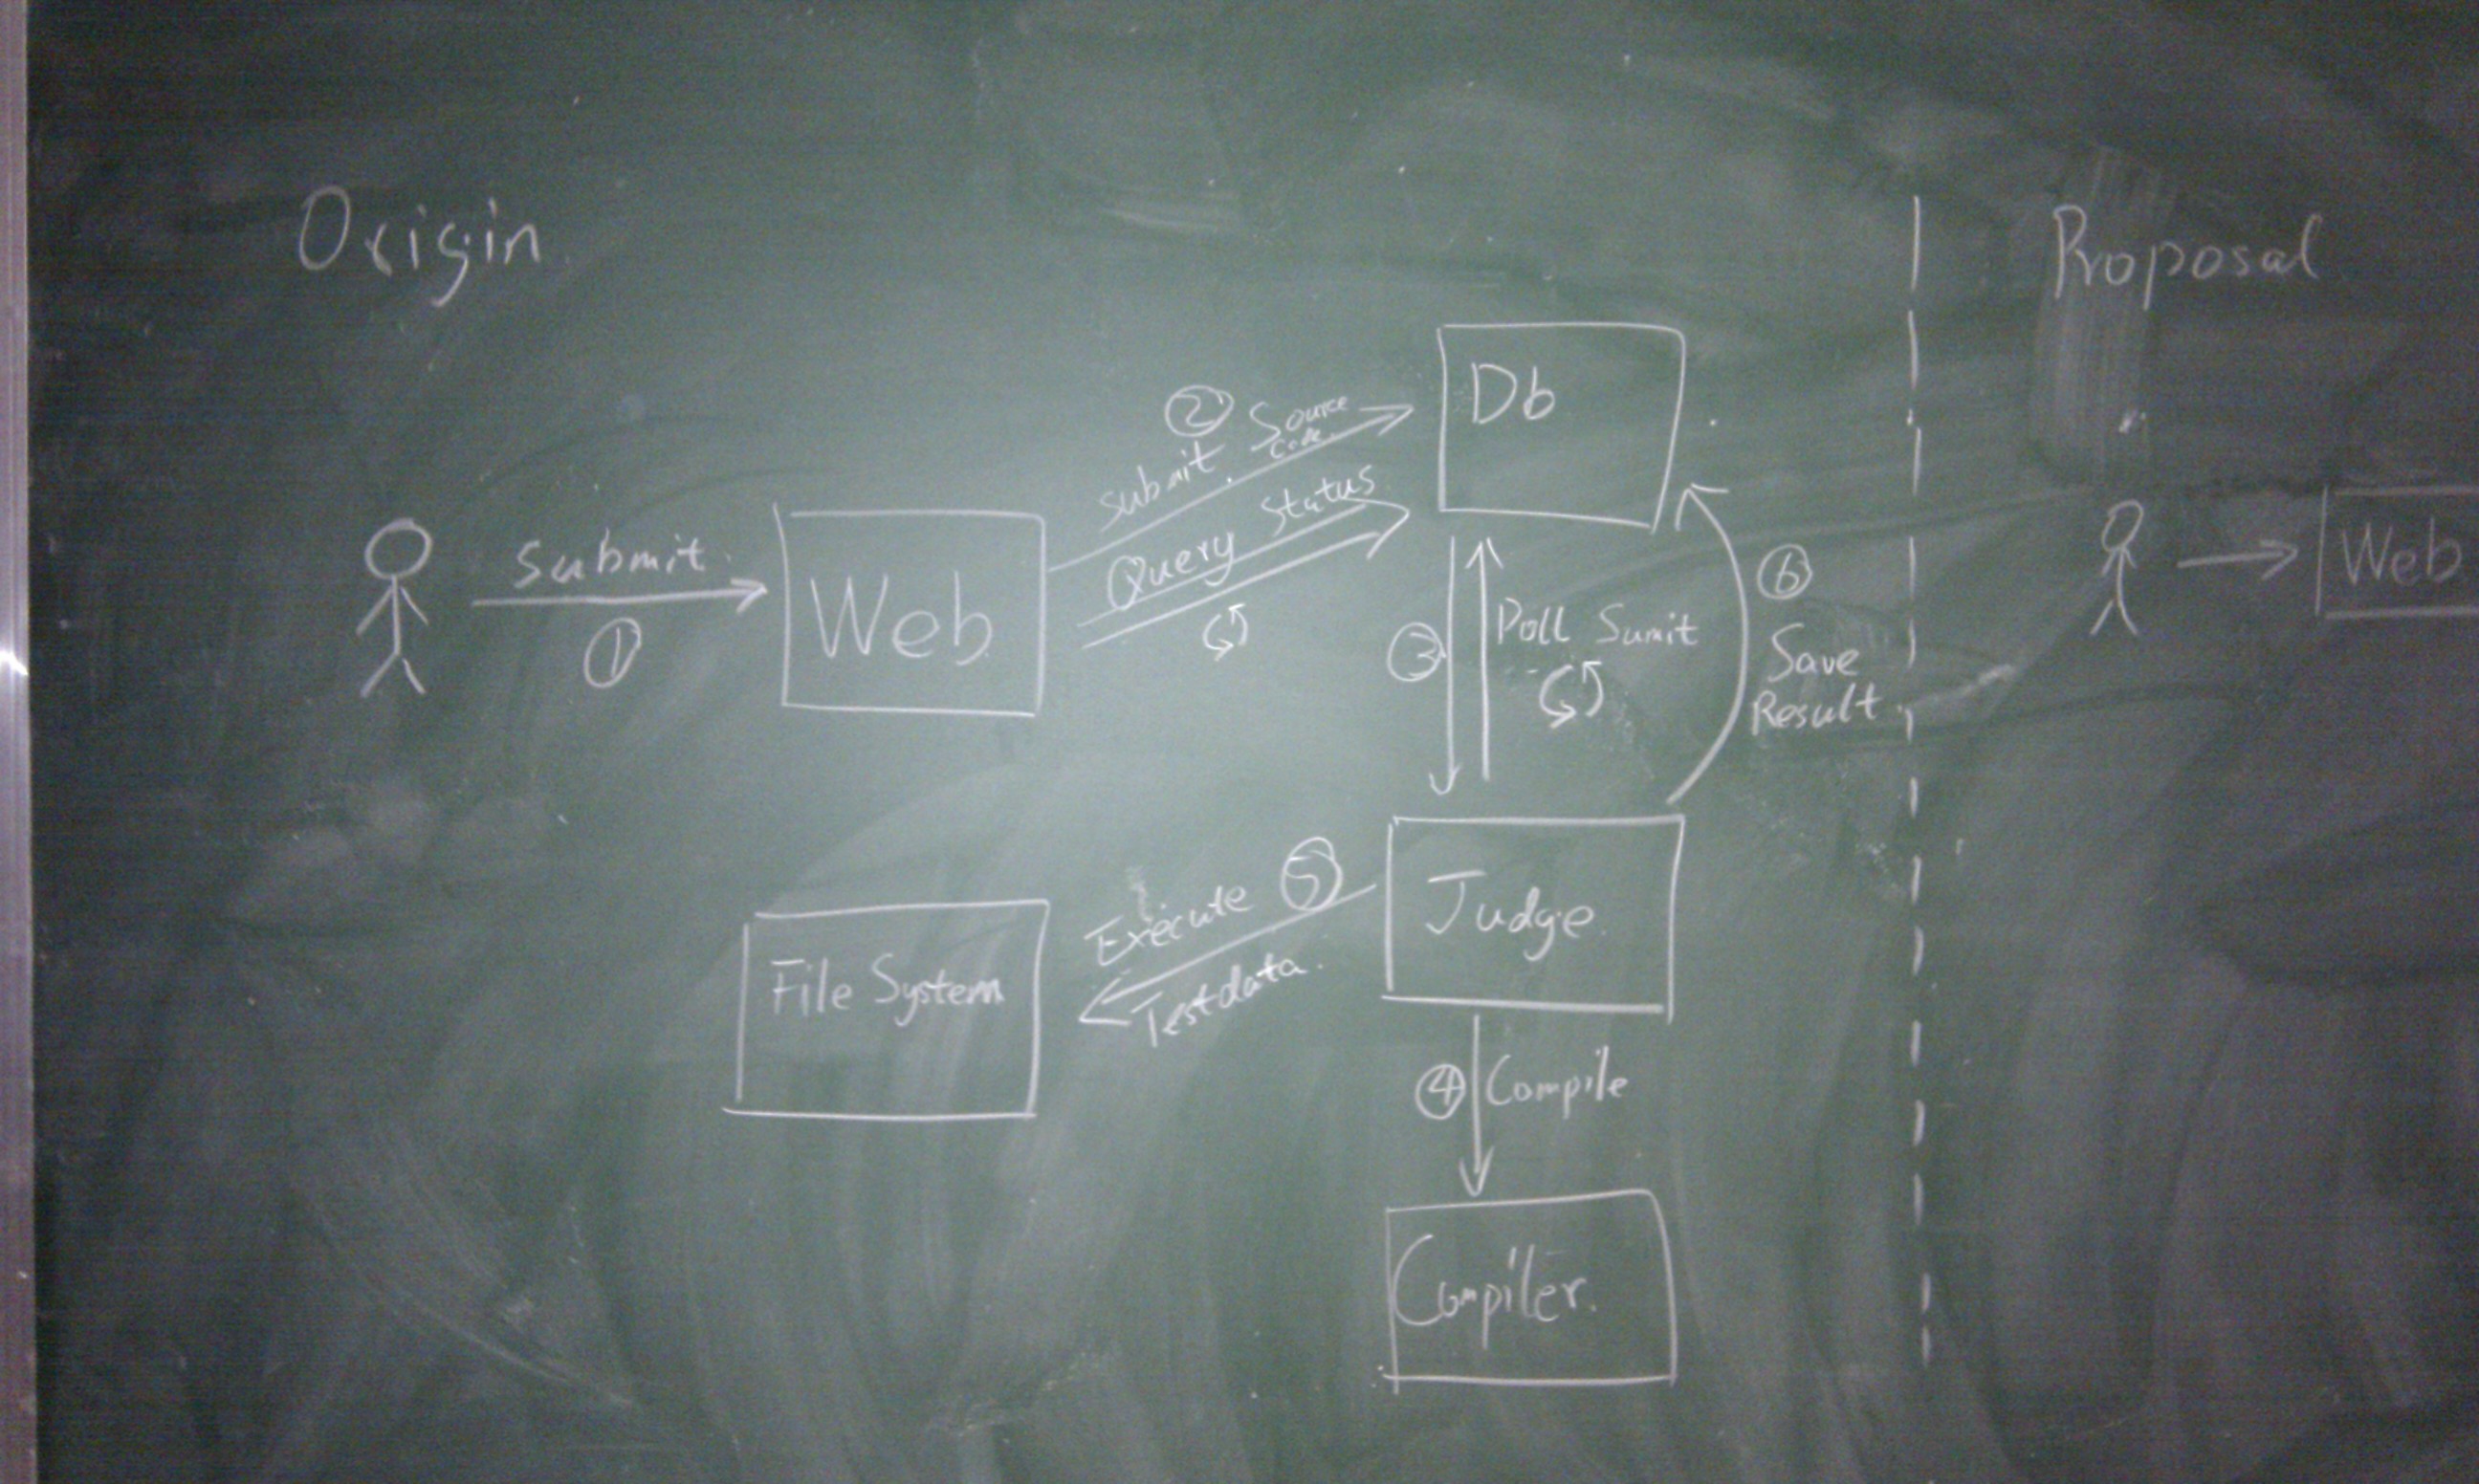 Origin
Proposal
Submit
①
Web
②
submit Source
code
Query Status
Db
③
Poll Sumit
⑥
Save
Result
Web
Execute ⑤
Testdata.
File System
Judge
④ Compile
Compiler.